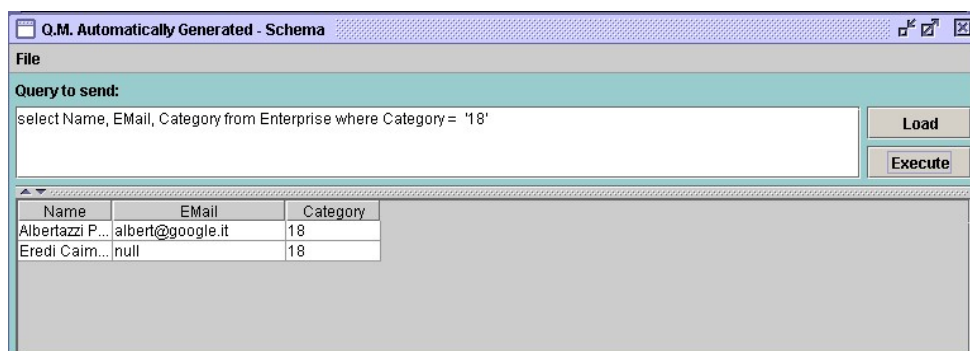 Q.M. Automatically Generated - Schema
File
Query to send:
select Name, EMail, Category from Enterprise where Category = '18'
Load
Execute
Name EMail Category
Albertazzi P... albert@google.it 18
Eredi Caim... null 18